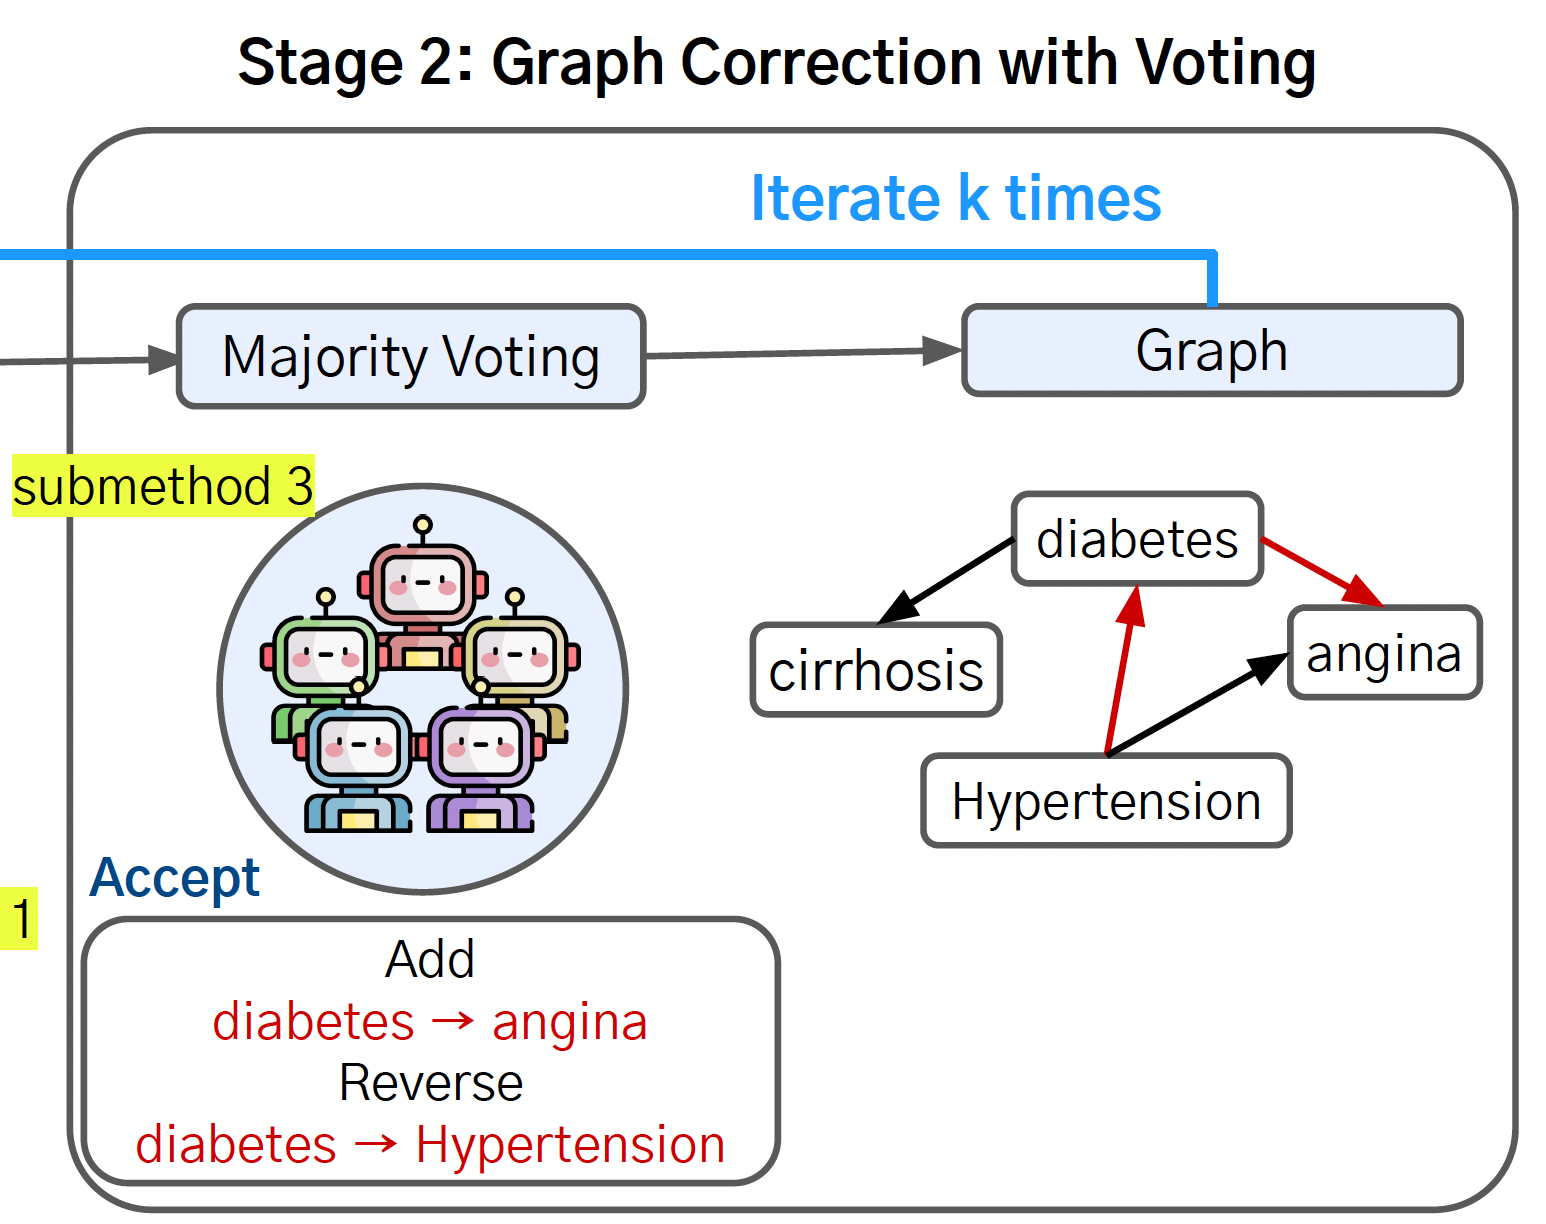 Stage 2: Graph Correction with Voting
Iterate k times
Majority Voting
Graph
submethod 3
diabetes
cirrhosis
angina
Hypertension
Accept
1
Add
diabetes → angina
Reverse
diabetes → Hypertension